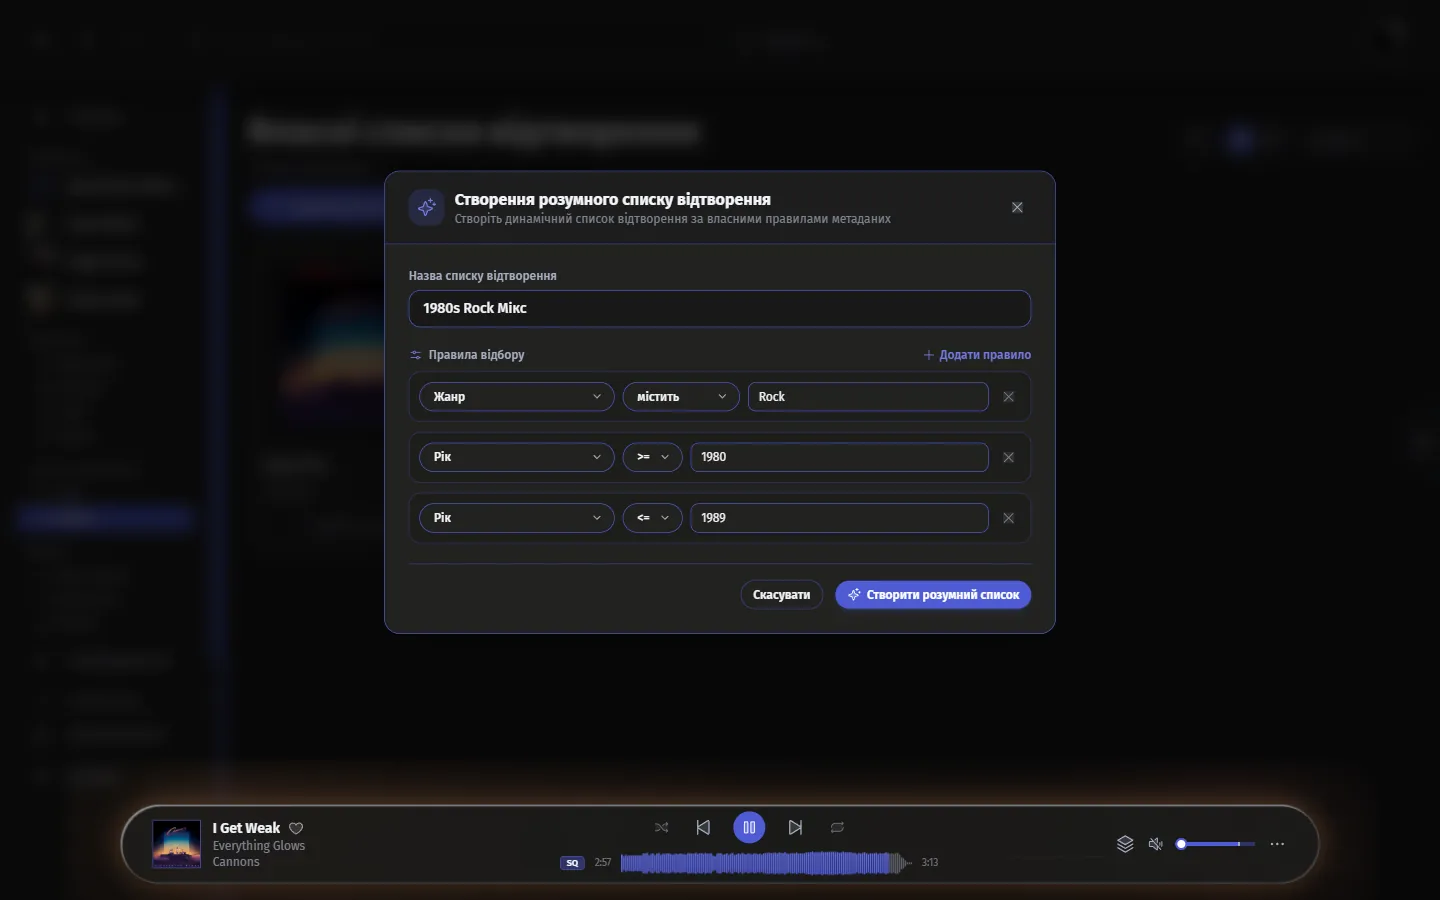 Створення розумного списку відтворення
Створіть динамічний список відтворення за власними правилами метаданих
Назва списку відтворення
1980s Rock Мікс
Правила відбору
Додати правило
Жанр
містить
Rock
Рік
>=
1980
Рік
<=
1989
Скасувати
Створити розумний список
I Get Weak
Everything Glows
Cannons
SQ
2:57
3:13